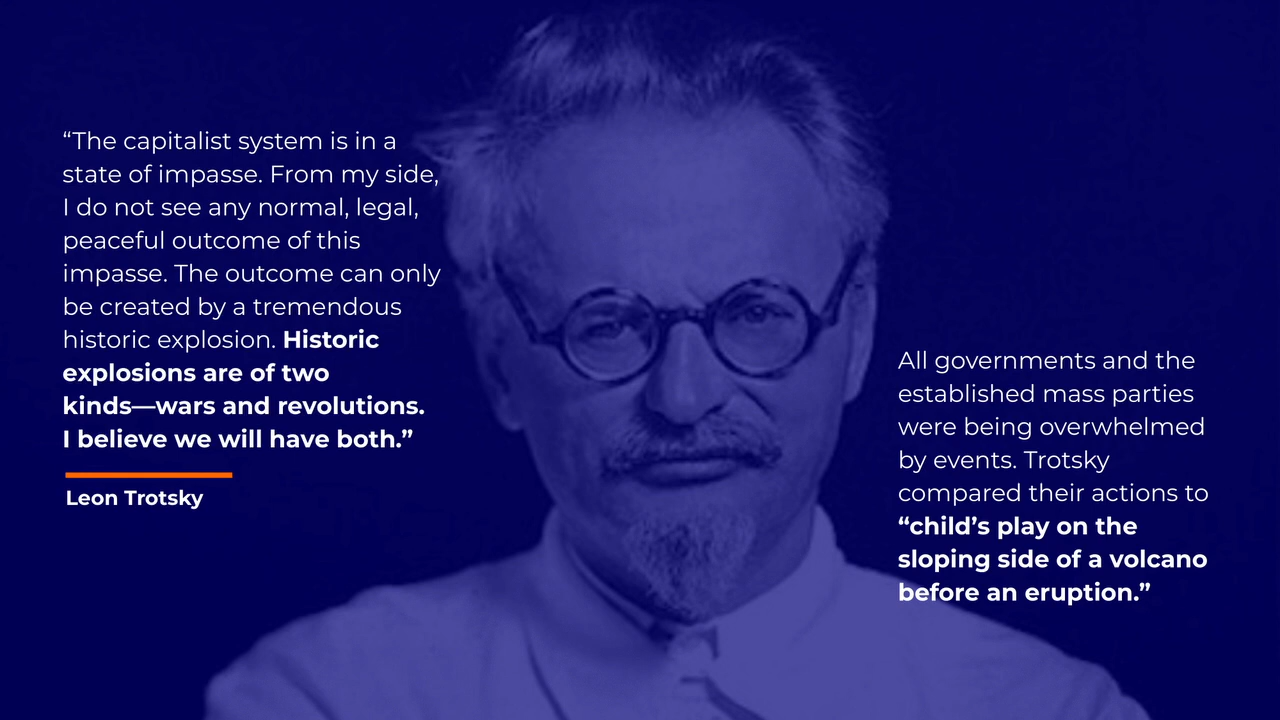 “The capitalist system is in a
state of impasse. From my side,
I do not see any normal, legal,
peaceful outcome of this
impasse. The outcome can only
be created by a tremendous
historic explosion. Historic
explosions are of two
kinds—wars and revolutions.
I believe we will have both.”
Leon Trotsky
All governments and the
established mass parties
were being overwhelmed
by events. Trotsky
compared their actions to
“child’s play on the
sloping side of a volcano
before an eruption.”